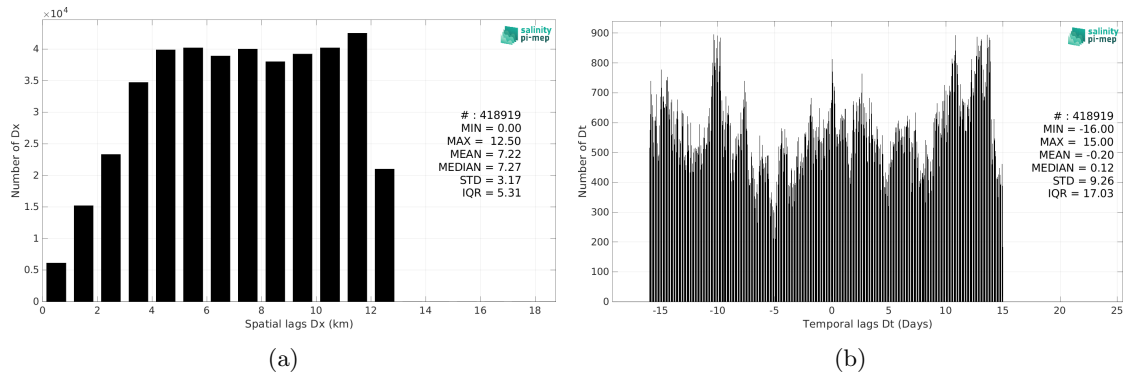 ×10⁴
4
3.5
3
2.5
2
1.5
1
0.5
0
Number of Dx
0 2 4 6 8 10 12 14 16 18
Spatial lags Dx (km)
salinity
pi-mep
# : 418919
MIN = 0.00
MAX = 12.50
MEAN = 7.22
MEDIAN = 7.27
STD = 3.17
IQR = 5.31
(a)
900
800
700
600
500
400
300
200
100
0
Number of Dt
-15 -10 -5 0 5 10 15 20 25
Temporal lags Dt (Days)
salinity
pi-mep
# : 418919
MIN = -16.00
MAX = 15.00
MEAN = -0.20
MEDIAN = 0.12
STD = 9.26
IQR = 17.03
(b)